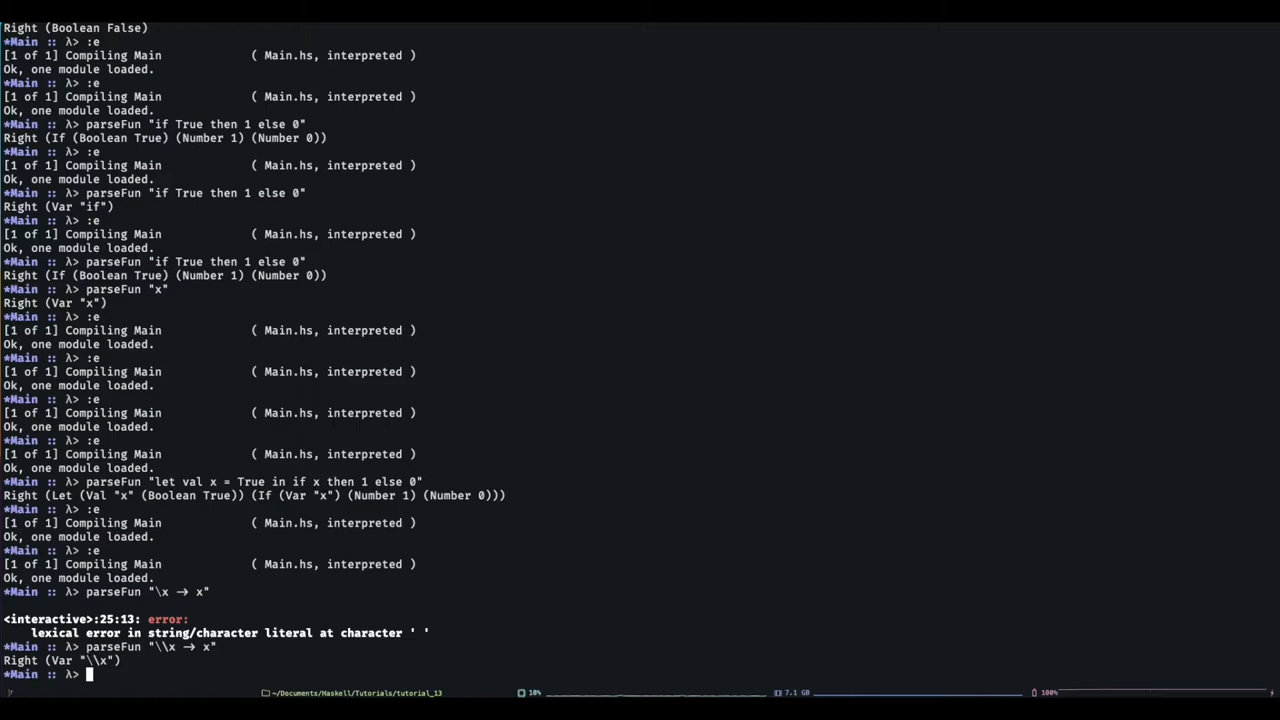 Right (Boolean False)
*Main :: λ> :e
[1 of 1] Compiling Main             ( Main.hs, interpreted )
Ok, one module loaded.
*Main :: λ> :e
[1 of 1] Compiling Main             ( Main.hs, interpreted )
Ok, one module loaded.
*Main :: λ> parseFun "if True then 1 else 0"
Right (If (Boolean True) (Number 1) (Number 0))
*Main :: λ> :e
[1 of 1] Compiling Main             ( Main.hs, interpreted )
Ok, one module loaded.
*Main :: λ> parseFun "if True then 1 else 0"
Right (Var "if")
*Main :: λ> :e
[1 of 1] Compiling Main             ( Main.hs, interpreted )
Ok, one module loaded.
*Main :: λ> parseFun "if True then 1 else 0"
Right (If (Boolean True) (Number 1) (Number 0))
*Main :: λ> parseFun "x"
Right (Var "x")
*Main :: λ> :e
[1 of 1] Compiling Main             ( Main.hs, interpreted )
Ok, one module loaded.
*Main :: λ> :e
[1 of 1] Compiling Main             ( Main.hs, interpreted )
Ok, one module loaded.
*Main :: λ> :e
[1 of 1] Compiling Main             ( Main.hs, interpreted )
Ok, one module loaded.
*Main :: λ> :e
[1 of 1] Compiling Main             ( Main.hs, interpreted )
Ok, one module loaded.
*Main :: λ> parseFun "let val x = True in if x then 1 else 0"
Right (Let (Val "x" (Boolean True)) (If (Var "x") (Number 1) (Number 0)))
*Main :: λ> :e
[1 of 1] Compiling Main             ( Main.hs, interpreted )
Ok, one module loaded.
*Main :: λ> :e
[1 of 1] Compiling Main             ( Main.hs, interpreted )
Ok, one module loaded.
*Main :: λ> parseFun "\x → x"
<interactive>:25:13: error:
    lexical error in string/character literal at character ' '
*Main :: λ> parseFun "\\x → x"
Right (Var "\\x")
*Main :: λ>
~/Documents/Haskell/Tutorials/tutorial_13 10% 7.1 GB 100%